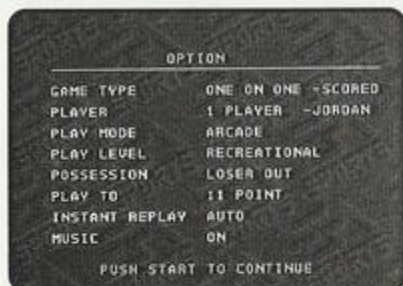 OPTION
GAME TYPE ONE ON ONE -SCORED
PLAYER 1 PLAYER -JORDAN
PLAY MODE ARCADE
PLAY LEVEL RECREATIONAL
POSSESSION LOSER OUT
PLAY TO 11 POINT
INSTANT REPLAY AUTO
MUSIC ON
PUSH START TO CONTINUE